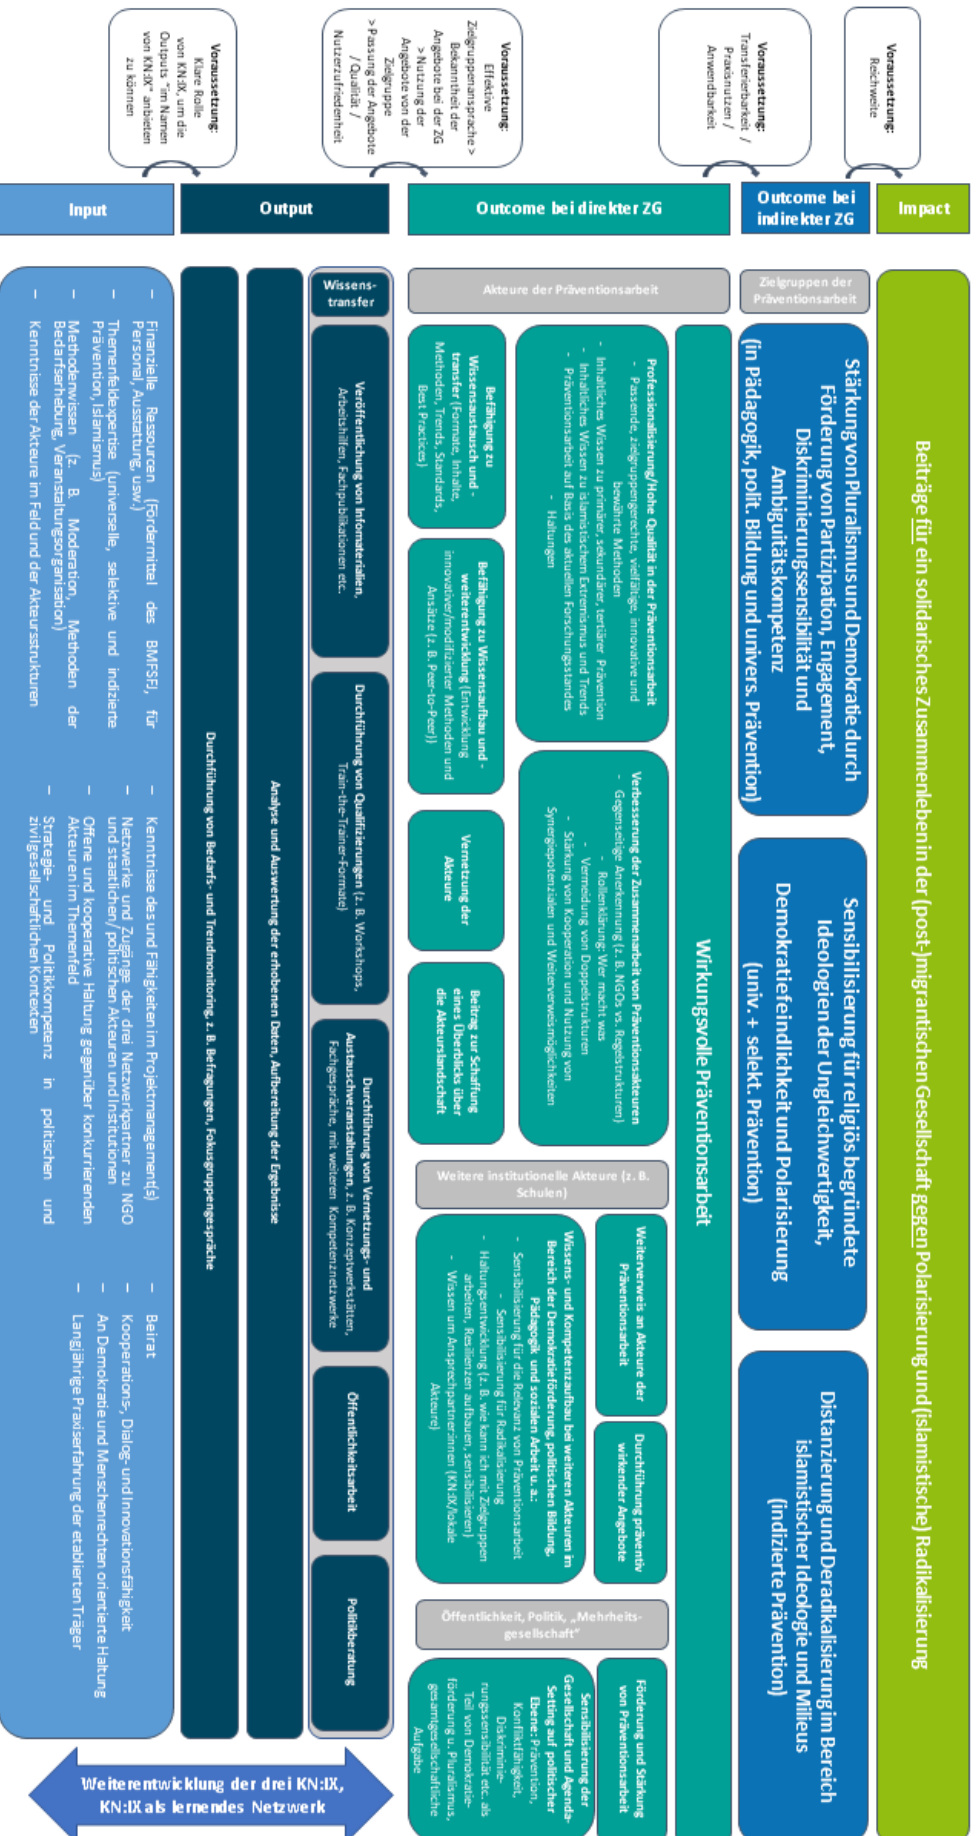 Impact
Beiträge für ein solidarisches Zusammenleben in der (post-)migrantischen Gesellschaft gegen Polarisierung und (islamistische) Radikalisierung
Voraussetzung:
Reichweite
Outcome bei
indirekter ZG
Zielgruppen der
Präventionsarbeit
Stärkung von Pluralismus und Demokratie durch
Förderung von Partizipation, Engagement,
Diskriminierungssensibilität und
Ambiguitätskompetenz
(in Pädagogik, polit. Bildung und univers. Prävention)
Sensibilisierung für religiös begründete
Ideologien der Ungleichwertigkeit,
Demokratiefeindlichkeit und Polarisierung
(univ. + selekt. Prävention)
Distanzierung und Deradikalisierung im Bereich
islamistischer Ideologie und Milieus
(indizierte Prävention)
Voraussetzung:
Transferierbarkeit /
Praxisnutzen /
Anwendbarkeit
Outcome bei direkter ZG
Wirkungsvolle Präventionsarbeit
Akteure der Präventionsarbeit
Professionalisierung/Hohe Qualität in der Präventionsarbeit
- Passende, zielgruppengerechte, vielfältige, innovative und
bewährte Methoden
- Inhaltliches Wissen zu primärer, sekundärer, tertiärer Prävention
- Inhaltliches Wissen zu islamistischem Extremismus und Trends
- Präventionsarbeit auf Basis des aktuellen Forschungsstandes
- Haltungen
Verbesserung der Zusammenarbeit von Präventionsakteuren
- Gegenseitige Anerkennung (z. B. NGOs vs. Regelstrukturen)
- Rollenklärung: Wer macht was
- Vermeidung von Doppelstrukturen
- Stärkung von Kooperation und Nutzung von
Synergiepotenzialen und Weiterverweismöglichkeiten
Befähigung zu
Wissensaustausch und -
transfer (Formate, Inhalte,
Methoden, Trends, Standards,
Best Practices)
Befähigung zu Wissensaufbau und -
weiterentwicklung (Entwicklung
innovativer/modifizierter Methoden und
Ansätze (z. B. Peer-to-Peer))
Vernetzung der
Akteure
Beitrag zur Schaffung
eines Überblicks über
die Akteurslandschaft
Weitere institutionelle Akteure (z. B.
Schulen)
Weiterverweis an Akteure der
Präventionsarbeit
Durchführung präventiv
wirkender Angebote
Wissens- und Kompetenzaufbau bei weiteren Akteuren im
Bereich der Demokratieförderung, politischen Bildung,
Pädagogik und sozialen Arbeit u. a.:
- Sensibilisierung für die Relevanz von Präventionsarbeit
- Sensibilisierung für Radikalisierung
- Haltungsentwicklung (z. B. wie kann ich mit Zielgruppen
arbeiten, Resilienzen aufbauen, sensibilisieren)
- Wissen um Ansprechpartner:innen (KN:IX/lokale
Akteure)
Öffentlichkeit, Politik, „Mehrheits-
gesellschaft“
Förderung und Stärkung
von Präventionsarbeit
Sensibilisierung der
Gesellschaft und Agenda-
Setting auf politischer
Ebene: Prävention,
Konfliktfähigkeit,
Diskriminie-
rungssensibilität etc. als
Teil von Demokratie-
förderung u. Pluralismus,
gesamtgesellschaftliche
Aufgabe
Voraussetzung:
Effektive
Zielgruppenansprache >
Bekanntheit der
Angebote bei der ZG
> Nutzung der
Angebote von der
Zielgruppe
> Passung der Angebote
/ Qualität /
Nutzerzufriedenheit
Output
Wissens-
transfer
Veröffentlichung von Informaterialien,
Arbeitshilfen, Fachpublikationen etc.
Durchführung von Qualifizierungen (z. B. Workshops,
Train-the-Trainer-Formate)
Durchführung von Vernetzungs- und
Austauschveranstaltungen, z. B. Konzeptwerkstätten,
Fachgespräche, mit weiteren Kompetenznetzwerke
Öffentlichkeitsarbeit
Politikberatung
Analyse und Auswertung der erhobenen Daten, Aufbereitung der Ergebnisse
Durchführung von Bedarfs- und Trendmonitoring, z. B. Befragungen, Fokusgruppengespräche
Voraussetzung:
Klare Rolle
von KN:IX, um die
Outputs "im Namen
von KN:IX" anbieten
zu können
Input
– Finanzielle Ressourcen (Fördermittel des BMFSFJ, für
Personal, Ausstattung, usw.)
– Themenfeldexpertise (universelle, selektive und indizierte
Prävention, Islamismus)
– Methodenwissen (z. B. Moderation, Methoden der
Bedarfserhebung, Veranstaltungsorganisation)
– Kenntnisse der Akteure im Feld und der Akteursstrukturen
– Kenntnisse des und Fähigkeiten im Projektmanagement(s)
– Netzwerke und Zugänge der drei Netzwerkpartner zu NGO
und staatlichen/ politischen Akteuren und Institutionen
– Offene und kooperative Haltung gegenüber konkurrierenden
Akteuren im Themenfeld
– Strategie- und Politikkompetenz in politischen und
zivilgesellschaftlichen Kontexten
– Beirat
– Kooperations-, Dialog- und Innovationsfähigkeit
– An Demokratie und Menschenrechten orientierte Haltung
– Langjährige Praxiserfahrung der etablierten Träger
Weiterentwicklung der drei KN:IX,
KN:IX als lernendes Netzwerk